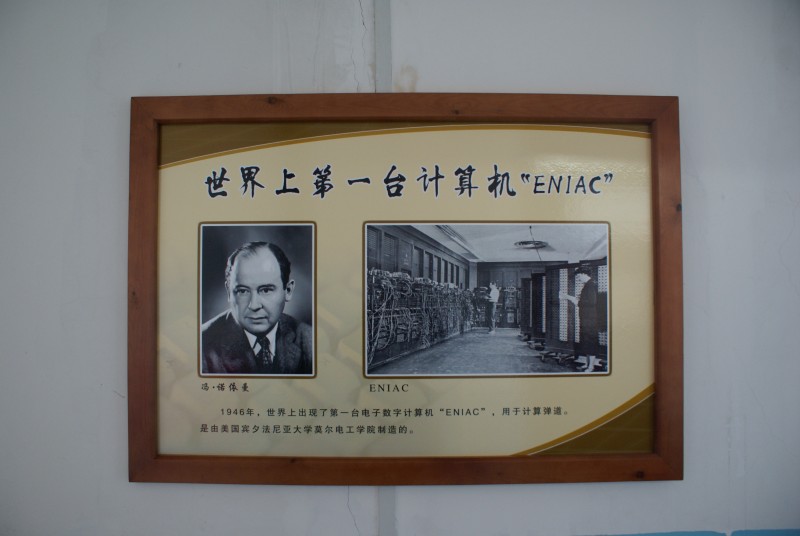 世界上第一台计算机“ENIAC”
冯·诺依曼
ENIAC
1946年，世界上出现了第一台电子数字计算机“ENIAC”，用于计算弹道。
是由美国宾夕法尼亚大学莫尔电工学院制造的。